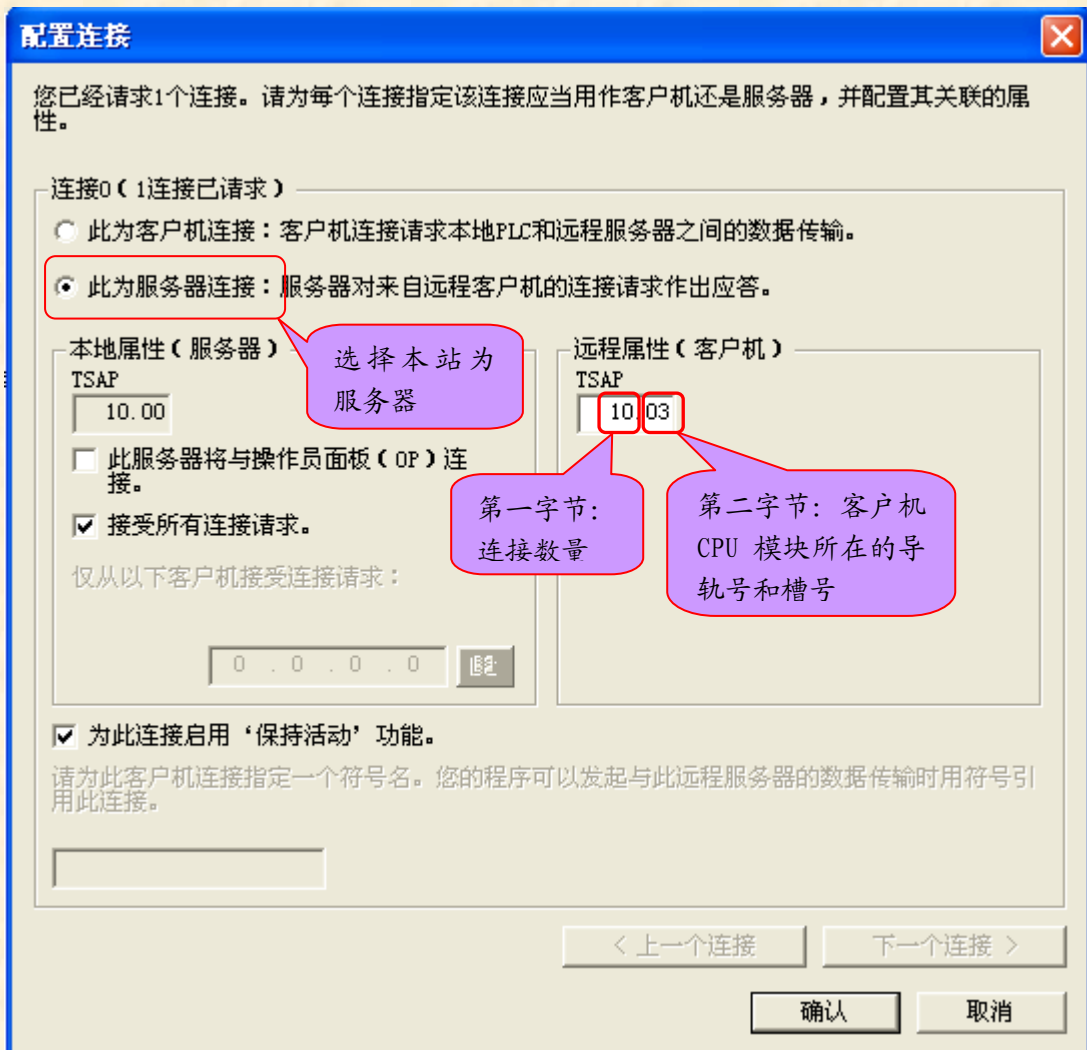 配置连接
您已经请求1个连接。请为每个连接指定该连接应当用作客户机还是服务器，并配置其关联的属
性。
连接0（1连接已请求）
此为客户机连接：客户机连接请求本地PLC和远程服务器之间的数据传输。
此为服务器连接：服务器对来自远程客户机的连接请求作出应答。
本地属性（服务器）
TSAP
10.00
此服务器将与操作员面板（OP）连
接。
接受所有连接请求。
仅从以下客户机接受连接请求：
0 . 0 . 0 . 0
选择本站为
服务器
远程属性（客户机）
TSAP
10.03
第一字节：
连接数量
第二字节：客户机
CPU 模块所在的导
轨号和槽号
为此连接启用‘保持活动’功能。
请为此客户机连接指定一个符号名。您的程序可以发起与此远程服务器的数据传输时用符号引
用此连接。
< 上一个连接
下一个连接 >
确认
取消